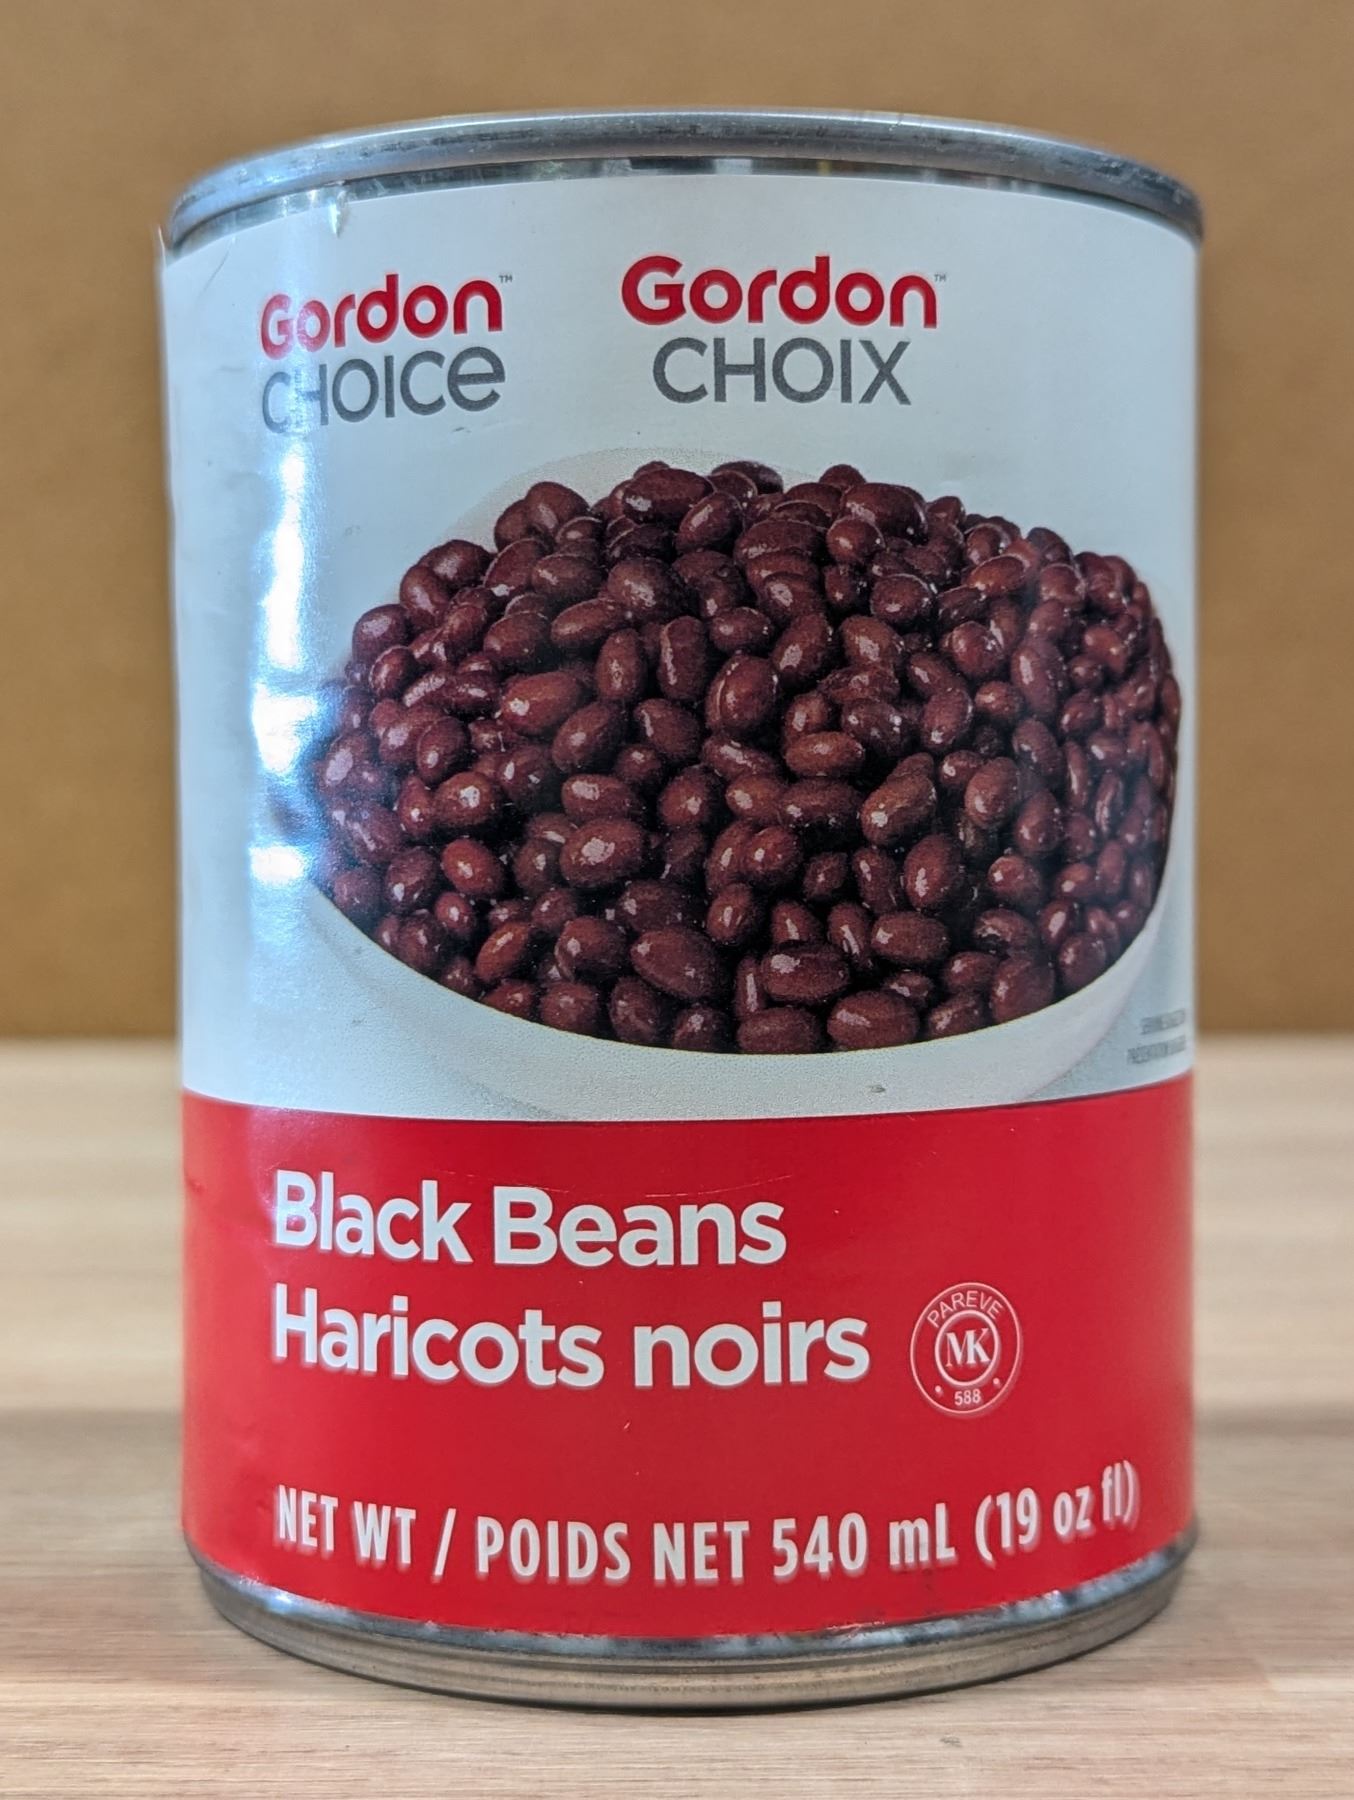 Gordon™
CHOICe
Gordon™
CHOIX
Black Beans
Haricots noirs
PAREVE
MK
588
NET WT / POIDS NET 540 mL (19 oz fl)